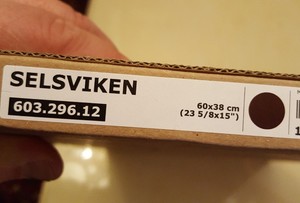 SELSVIKEN
603.296.12
60x38 cm
(23 5/8x15")